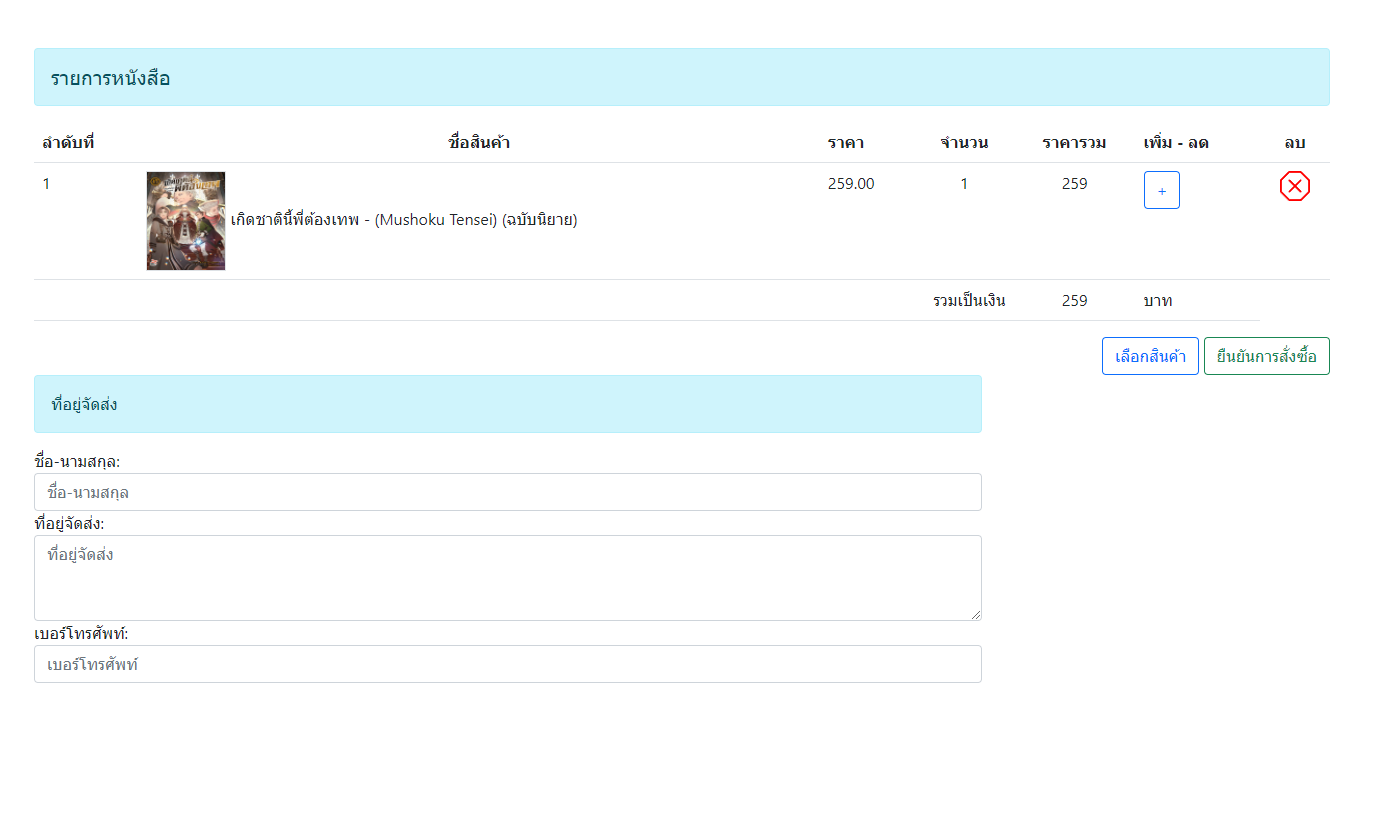 รายการหนังสือ
ลำดับที่ ชื่อสินค้า ราคา จำนวน ราคารวม เพิ่ม - ลด ลบ
1 เกิดชาตินี้พี่ต้องเทพ - (Mushoku Tensei) (ฉบับนิยาย) 259.00 1 259 +
รวมเป็นเงิน 259 บาท
เลือกสินค้า ยืนยันการสั่งซื้อ
ที่อยู่จัดส่ง
ชื่อ-นามสกุล:
ชื่อ-นามสกุล
ที่อยู่จัดส่ง:
ที่อยู่จัดส่ง
เบอร์โทรศัพท์:
เบอร์โทรศัพท์